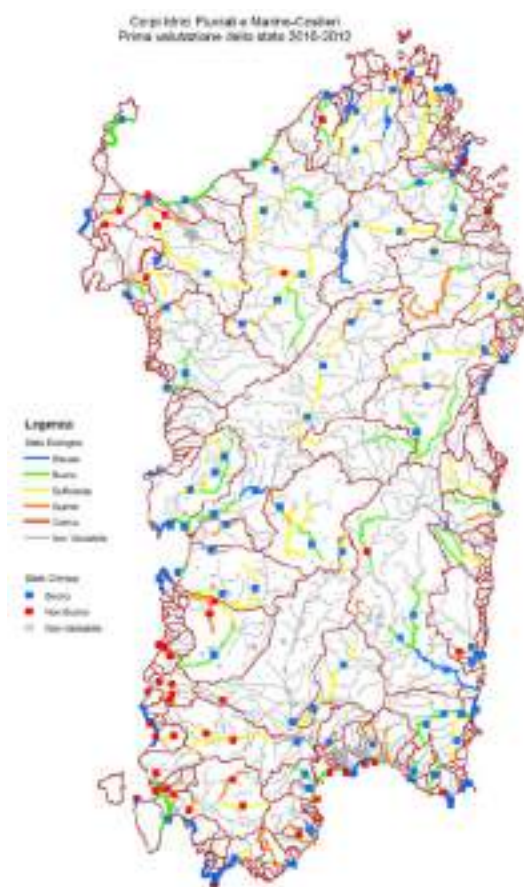 Corpi Idrici Fluviali e Marino-Costieri
Prima valutazione dello stato 2010-2012
Legenda
Stato Ecologico
Elevato
Buono
Sufficiente
Scarso
Cattivo
Non Valutabile
Stato Chimico
Buono
Non Buono
Non Valutabile